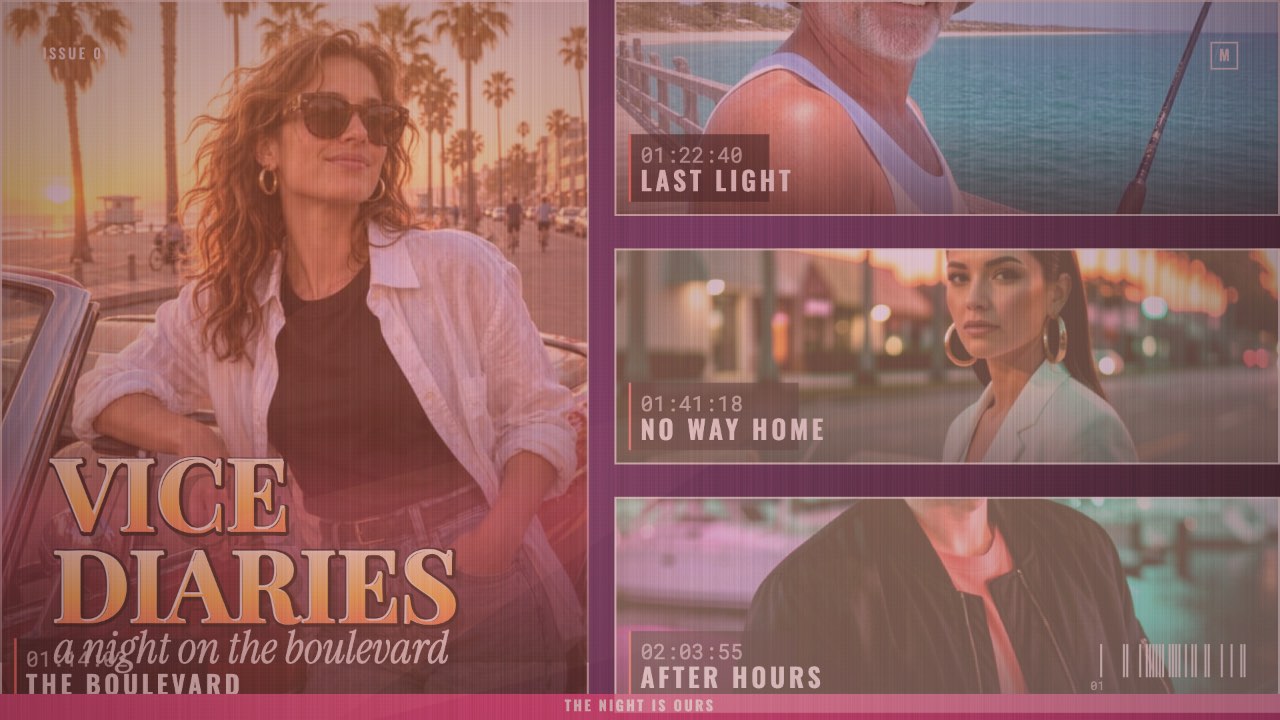 ISSUE 01
VICE
DIARIES
a night on the boulevard
THE BOULEVARD
M
01:22:40
LAST LIGHT
01:41:18
NO WAY HOME
02:03:55
AFTER HOURS
01
THE NIGHT IS OURS